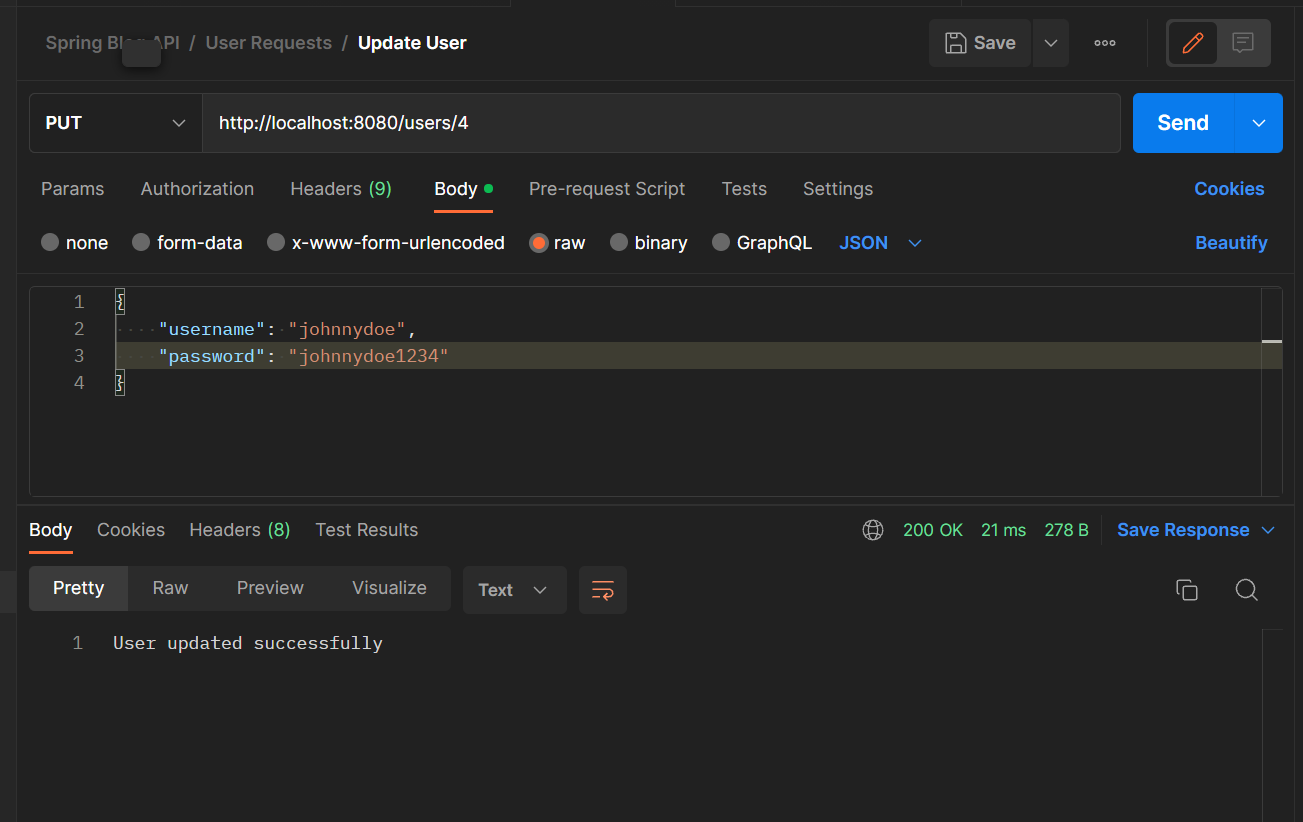 Spring Blog API / User Requests / Update User
Save
PUT
http://localhost:8080/users/4
Send
Params Authorization Headers (9) Body Pre-request Script Tests Settings Cookies
none form-data x-www-form-urlencoded raw binary GraphQL JSON Beautify
1 {
2 "username": "johnnydoe",
3 "password": "johnnydoe1234"
4 }
Body Cookies Headers (8) Test Results 200 OK 21 ms 278 B Save Response
Pretty Raw Preview Visualize Text
1 User updated successfully